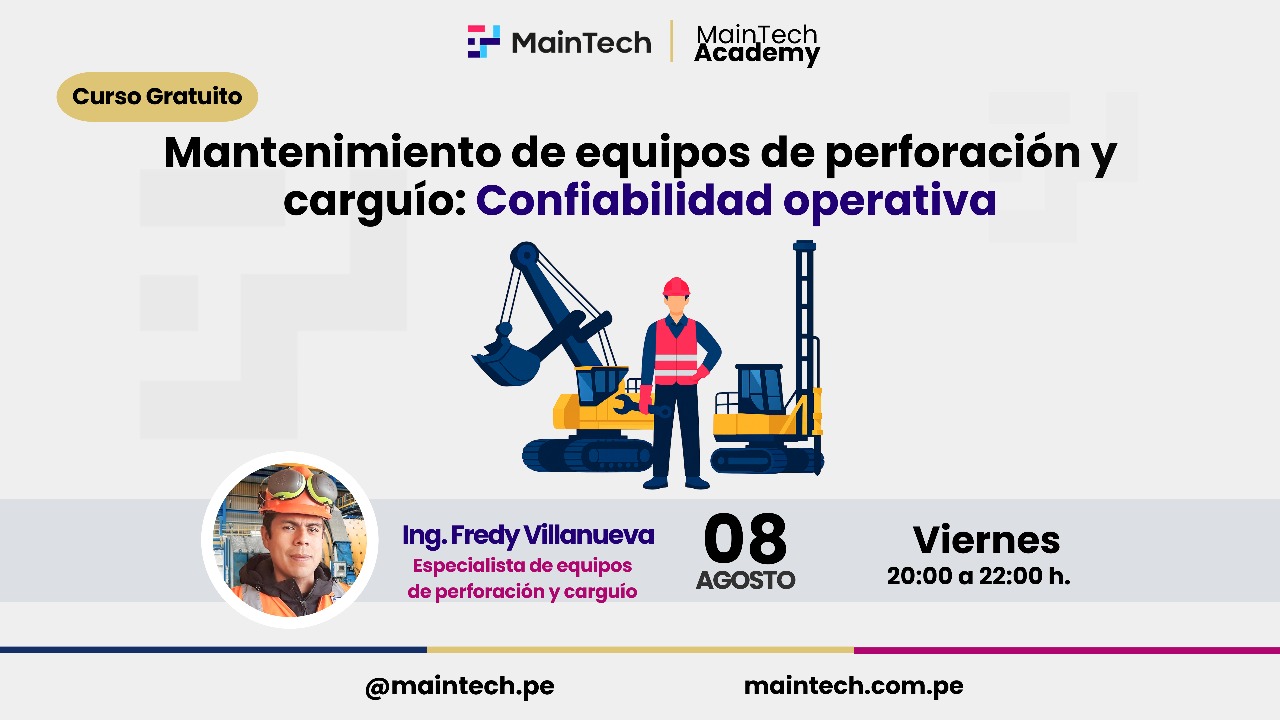 MainTech
MainTech
Academy
Curso Gratuito
Mantenimiento de equipos de perforación y
carguío: Confiabilidad operativa
Ing. Fredy Villanueva
Especialista de equipos
de perforación y carguío
08
AGOSTO
Viernes
20:00 a 22:00 h.
@maintech.pe
maintech.com.pe